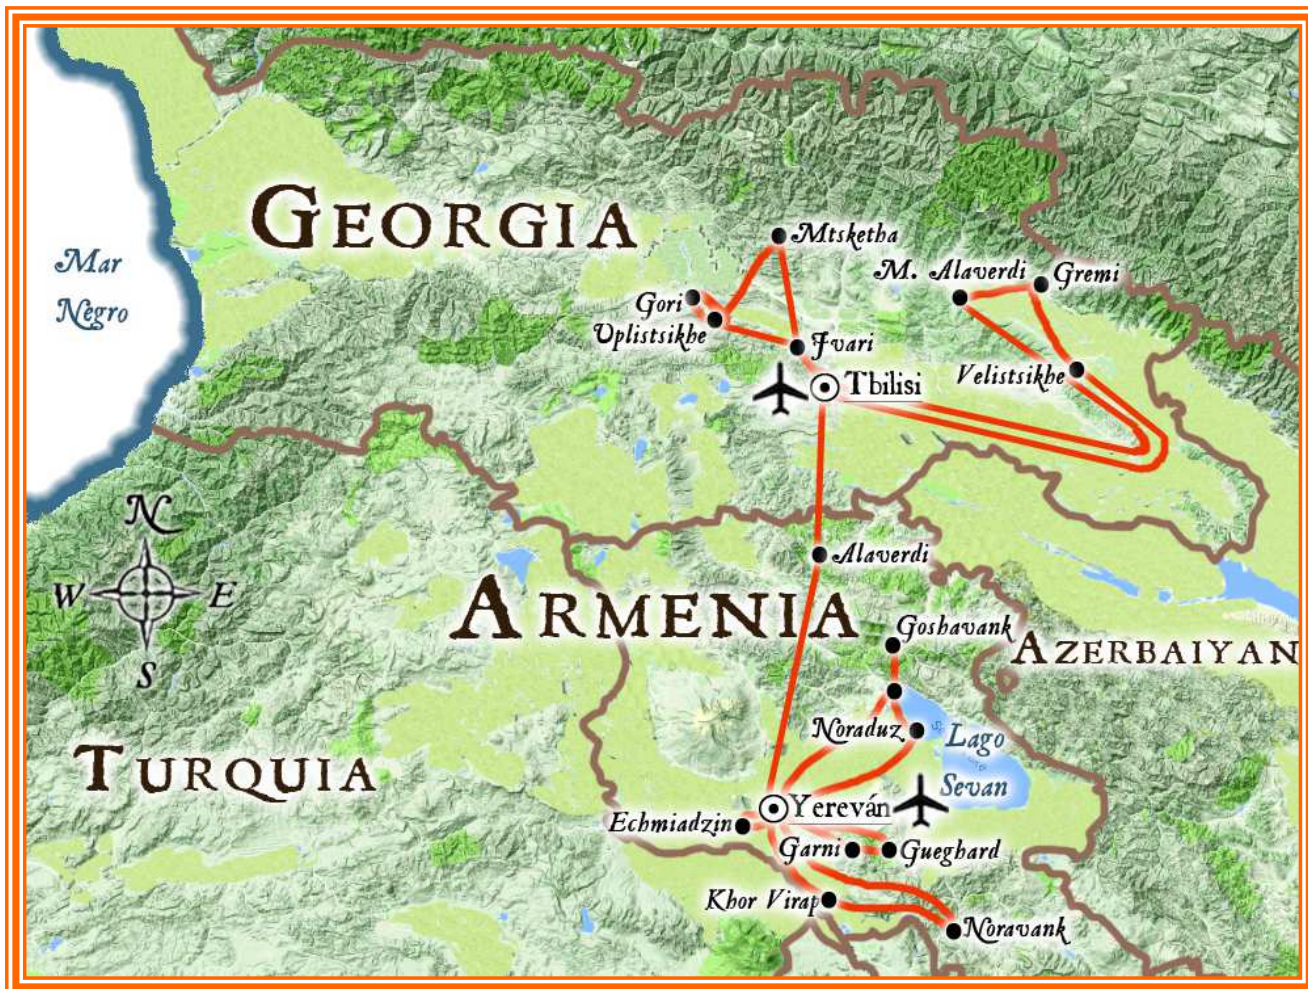 GEORGIA
Mar
Negro
Mtsketha
M. Alaverdi
Gremi
Gori
Uplistsikhe
Jvari
Velistsikhe
Tbilisi
N
W
E
S
Alaverdi
ARMENIA
Goshavank
AZERBAIYAN
Noraduz
Lago
Sevan
TURQUIA
Yereván
Echmiadzin
Garni
Gueghard
Khor Virap
Noravank